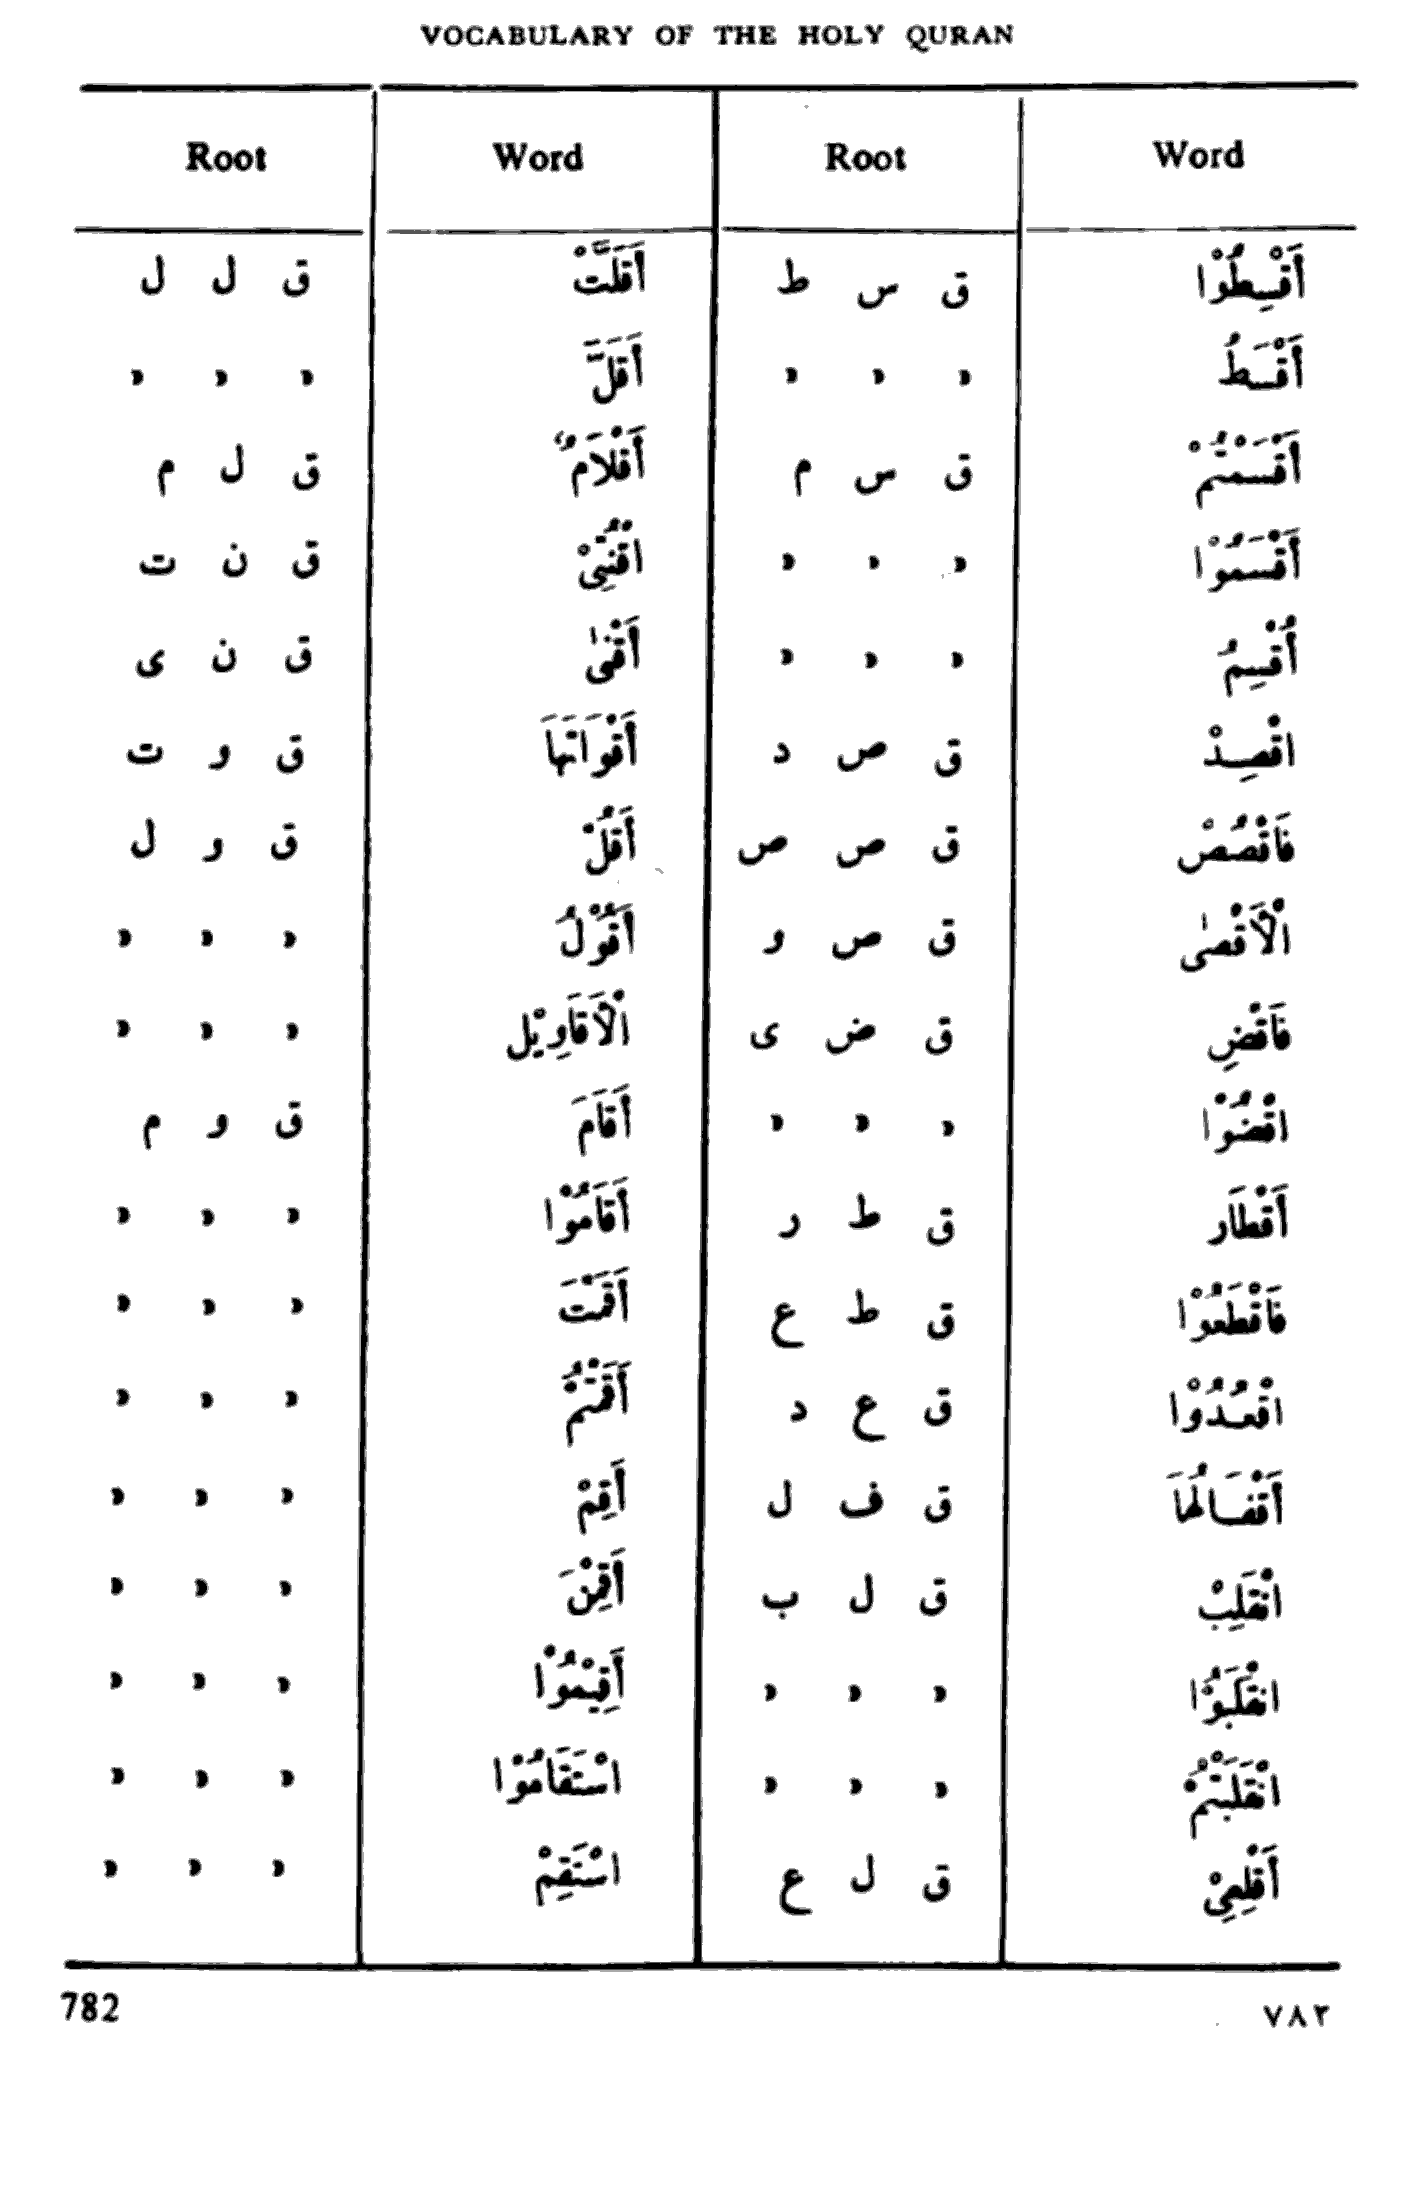 VOCABULARY OF THE HOLY QURAN
Root Word Root Word
أَقْسِطُوْا ق س ط أَقَلَّتْ ق ل ل
أَقْسَطُ » » » أَقَلَّ » » »
أَقْسَمْتُمْ ق س م أَقْلَامٌ ق ل م
أَقْسَمُوْا » » » اقْنُتِىْ ق ن ت
أُقْسِمُ » » » أَقْنٰى ق ن ى
اقْصِدْ ق ص د أَقْوَاتَهَا ق و ت
فَاقْصُصْ ق ص ص أَقُلْ ق و ل
الْأَقْصٰى ق ص و أَقُوْلُ » » »
فَاقْضِ ق ض ى الْأَقَاوِيْل » » »
اقْضُوْا » » » أَقَامَ ق و م
أَقْطَار ق ط ر أَقَامُوْا » » »
فَاقْطَعُوْا ق ط ع أَقَمْتَ » » »
اقْعُدُوْا ق ع د أَقَمْتُمْ » » »
أَقْفَالُهَا ق ف ل أَقِمْ » » »
انْقَلَبَ ق ل ب أَقِمْنَ » » »
انْقَلَبُوْا » » » أَقِيْمُوْا » » »
انْقَلَبْتُمْ » » » اسْتَقَامُوْا » » »
أَقْلِعِىْ ق ل ع اسْتَقِمْ » » »
782 ٧٨٢